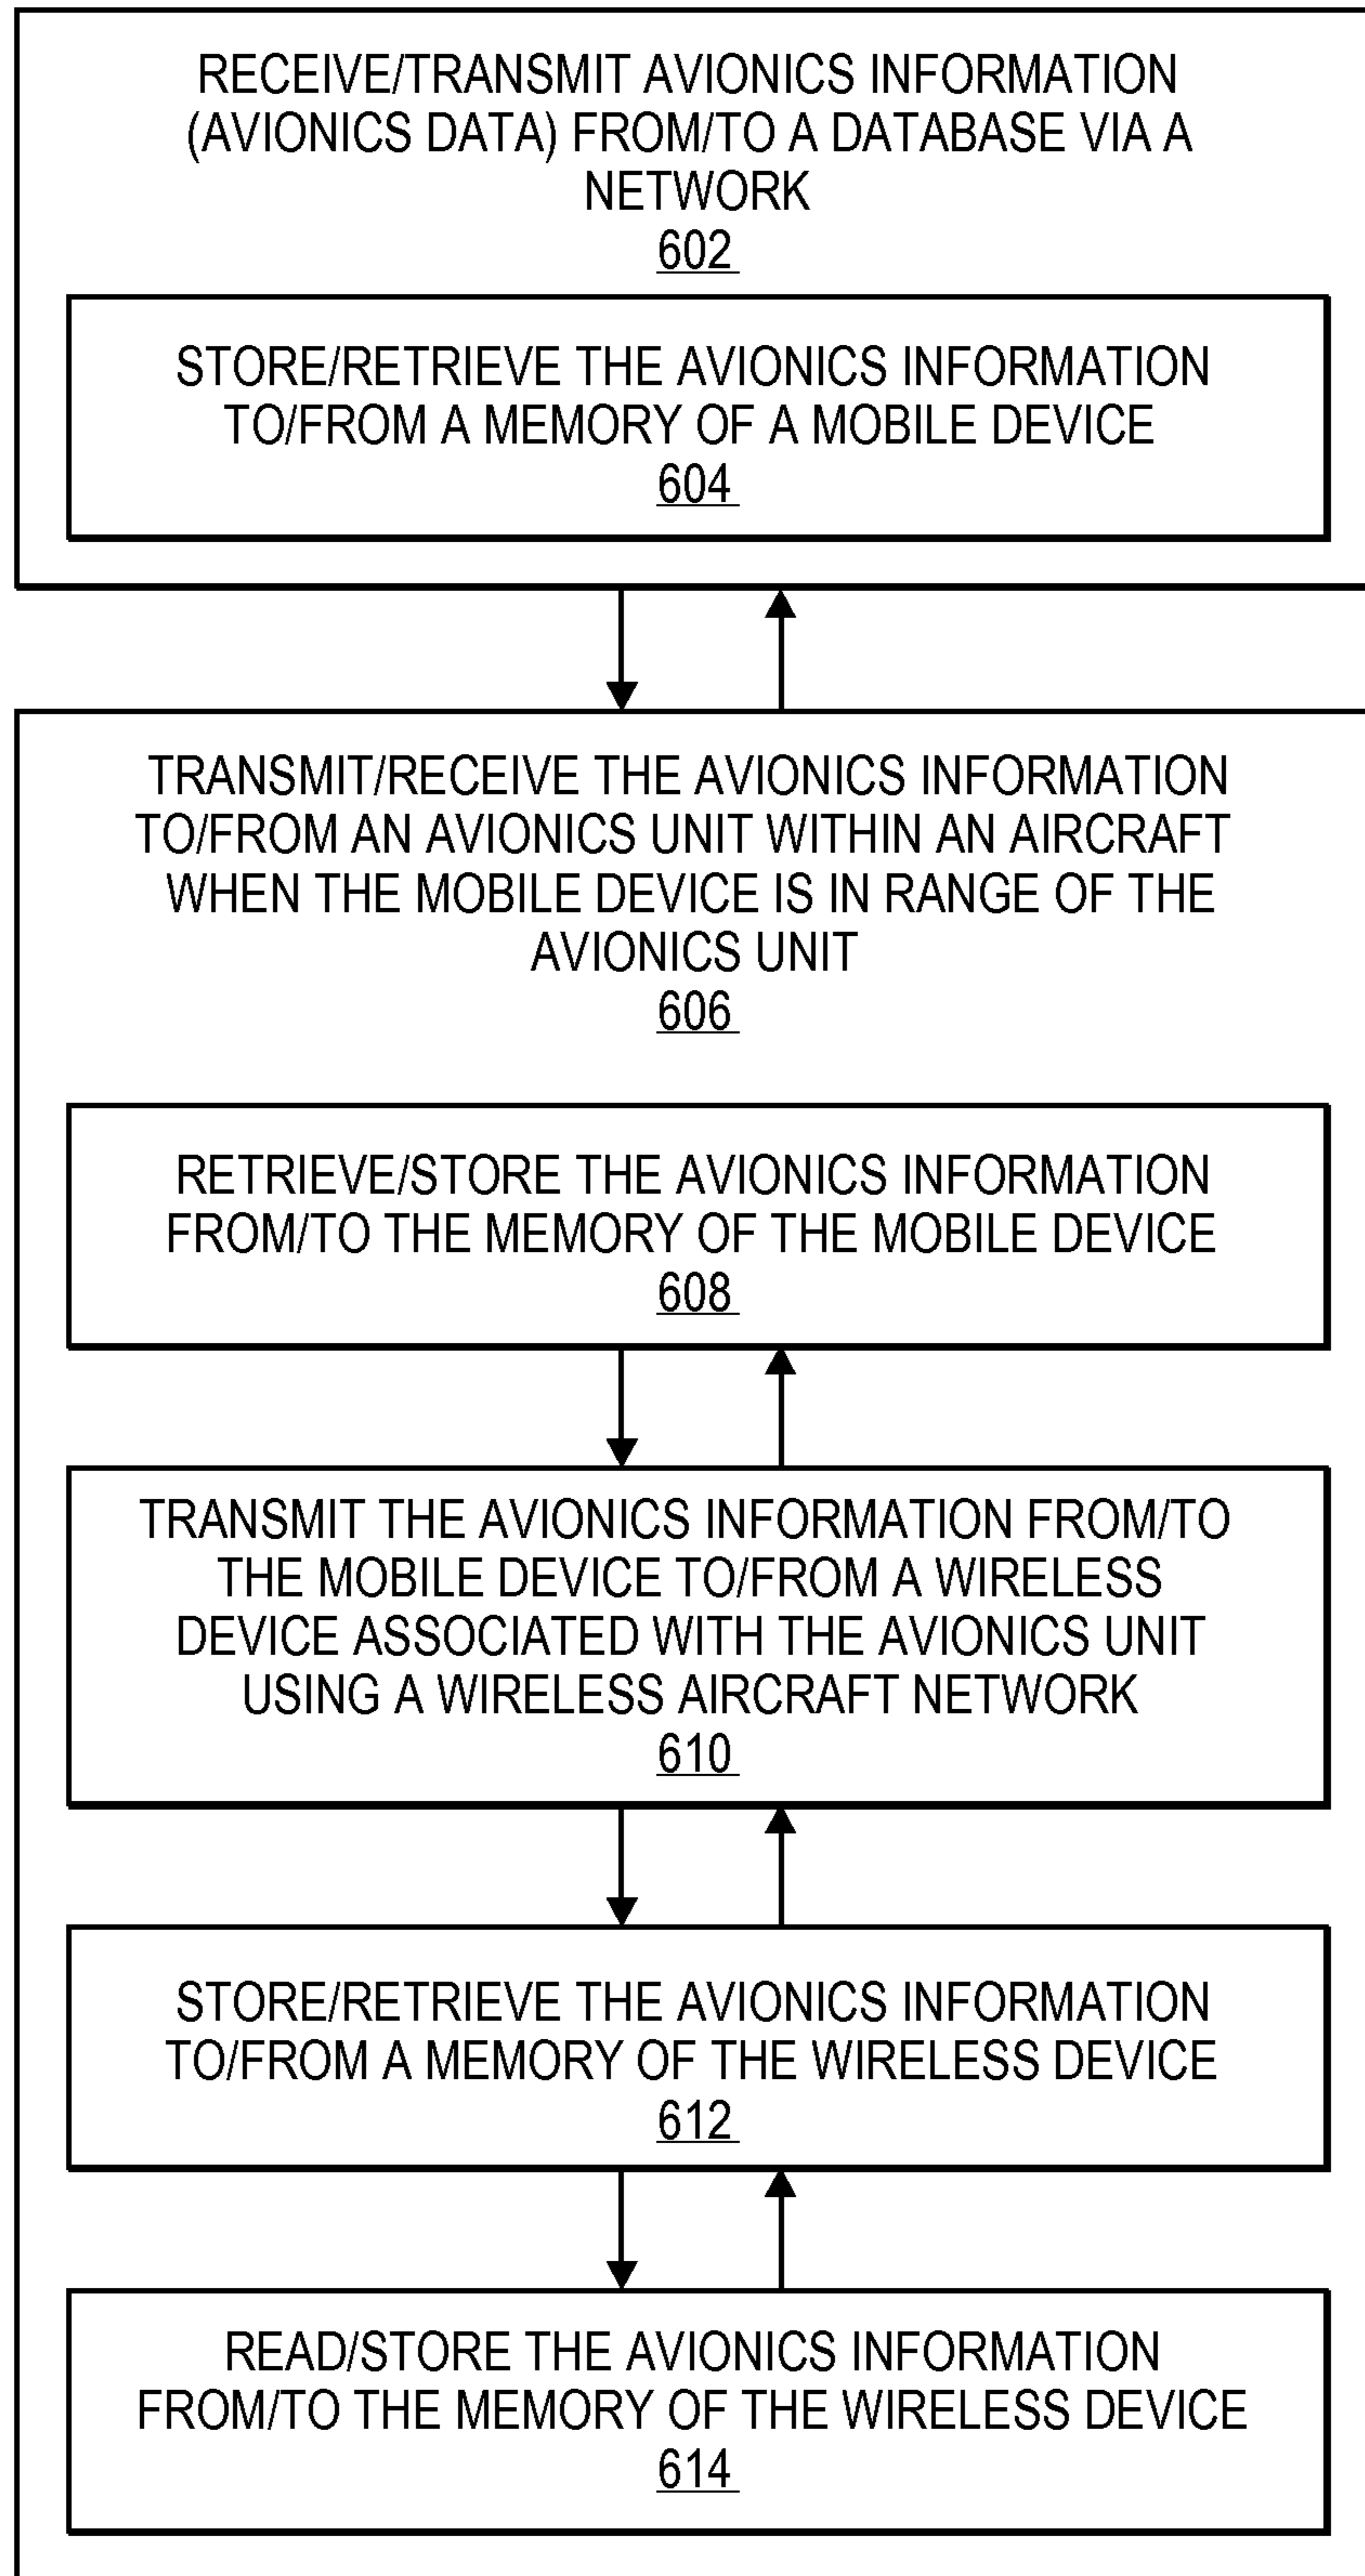 RECEIVE/TRANSMIT AVIONICS INFORMATION
(AVIONICS DATA) FROM/TO A DATABASE VIA A
NETWORK
602
STORE/RETRIEVE THE AVIONICS INFORMATION
TO/FROM A MEMORY OF A MOBILE DEVICE
604
TRANSMIT/RECEIVE THE AVIONICS INFORMATION
TO/FROM AN AVIONICS UNIT WITHIN AN AIRCRAFT
WHEN THE MOBILE DEVICE IS IN RANGE OF THE
AVIONICS UNIT
606
RETRIEVE/STORE THE AVIONICS INFORMATION
FROM/TO THE MEMORY OF THE MOBILE DEVICE
608
TRANSMIT THE AVIONICS INFORMATION FROM/TO
THE MOBILE DEVICE TO/FROM A WIRELESS
DEVICE ASSOCIATED WITH THE AVIONICS UNIT
USING A WIRELESS AIRCRAFT NETWORK
610
STORE/RETRIEVE THE AVIONICS INFORMATION
TO/FROM A MEMORY OF THE WIRELESS DEVICE
612
READ/STORE THE AVIONICS INFORMATION
FROM/TO THE MEMORY OF THE WIRELESS DEVICE
614